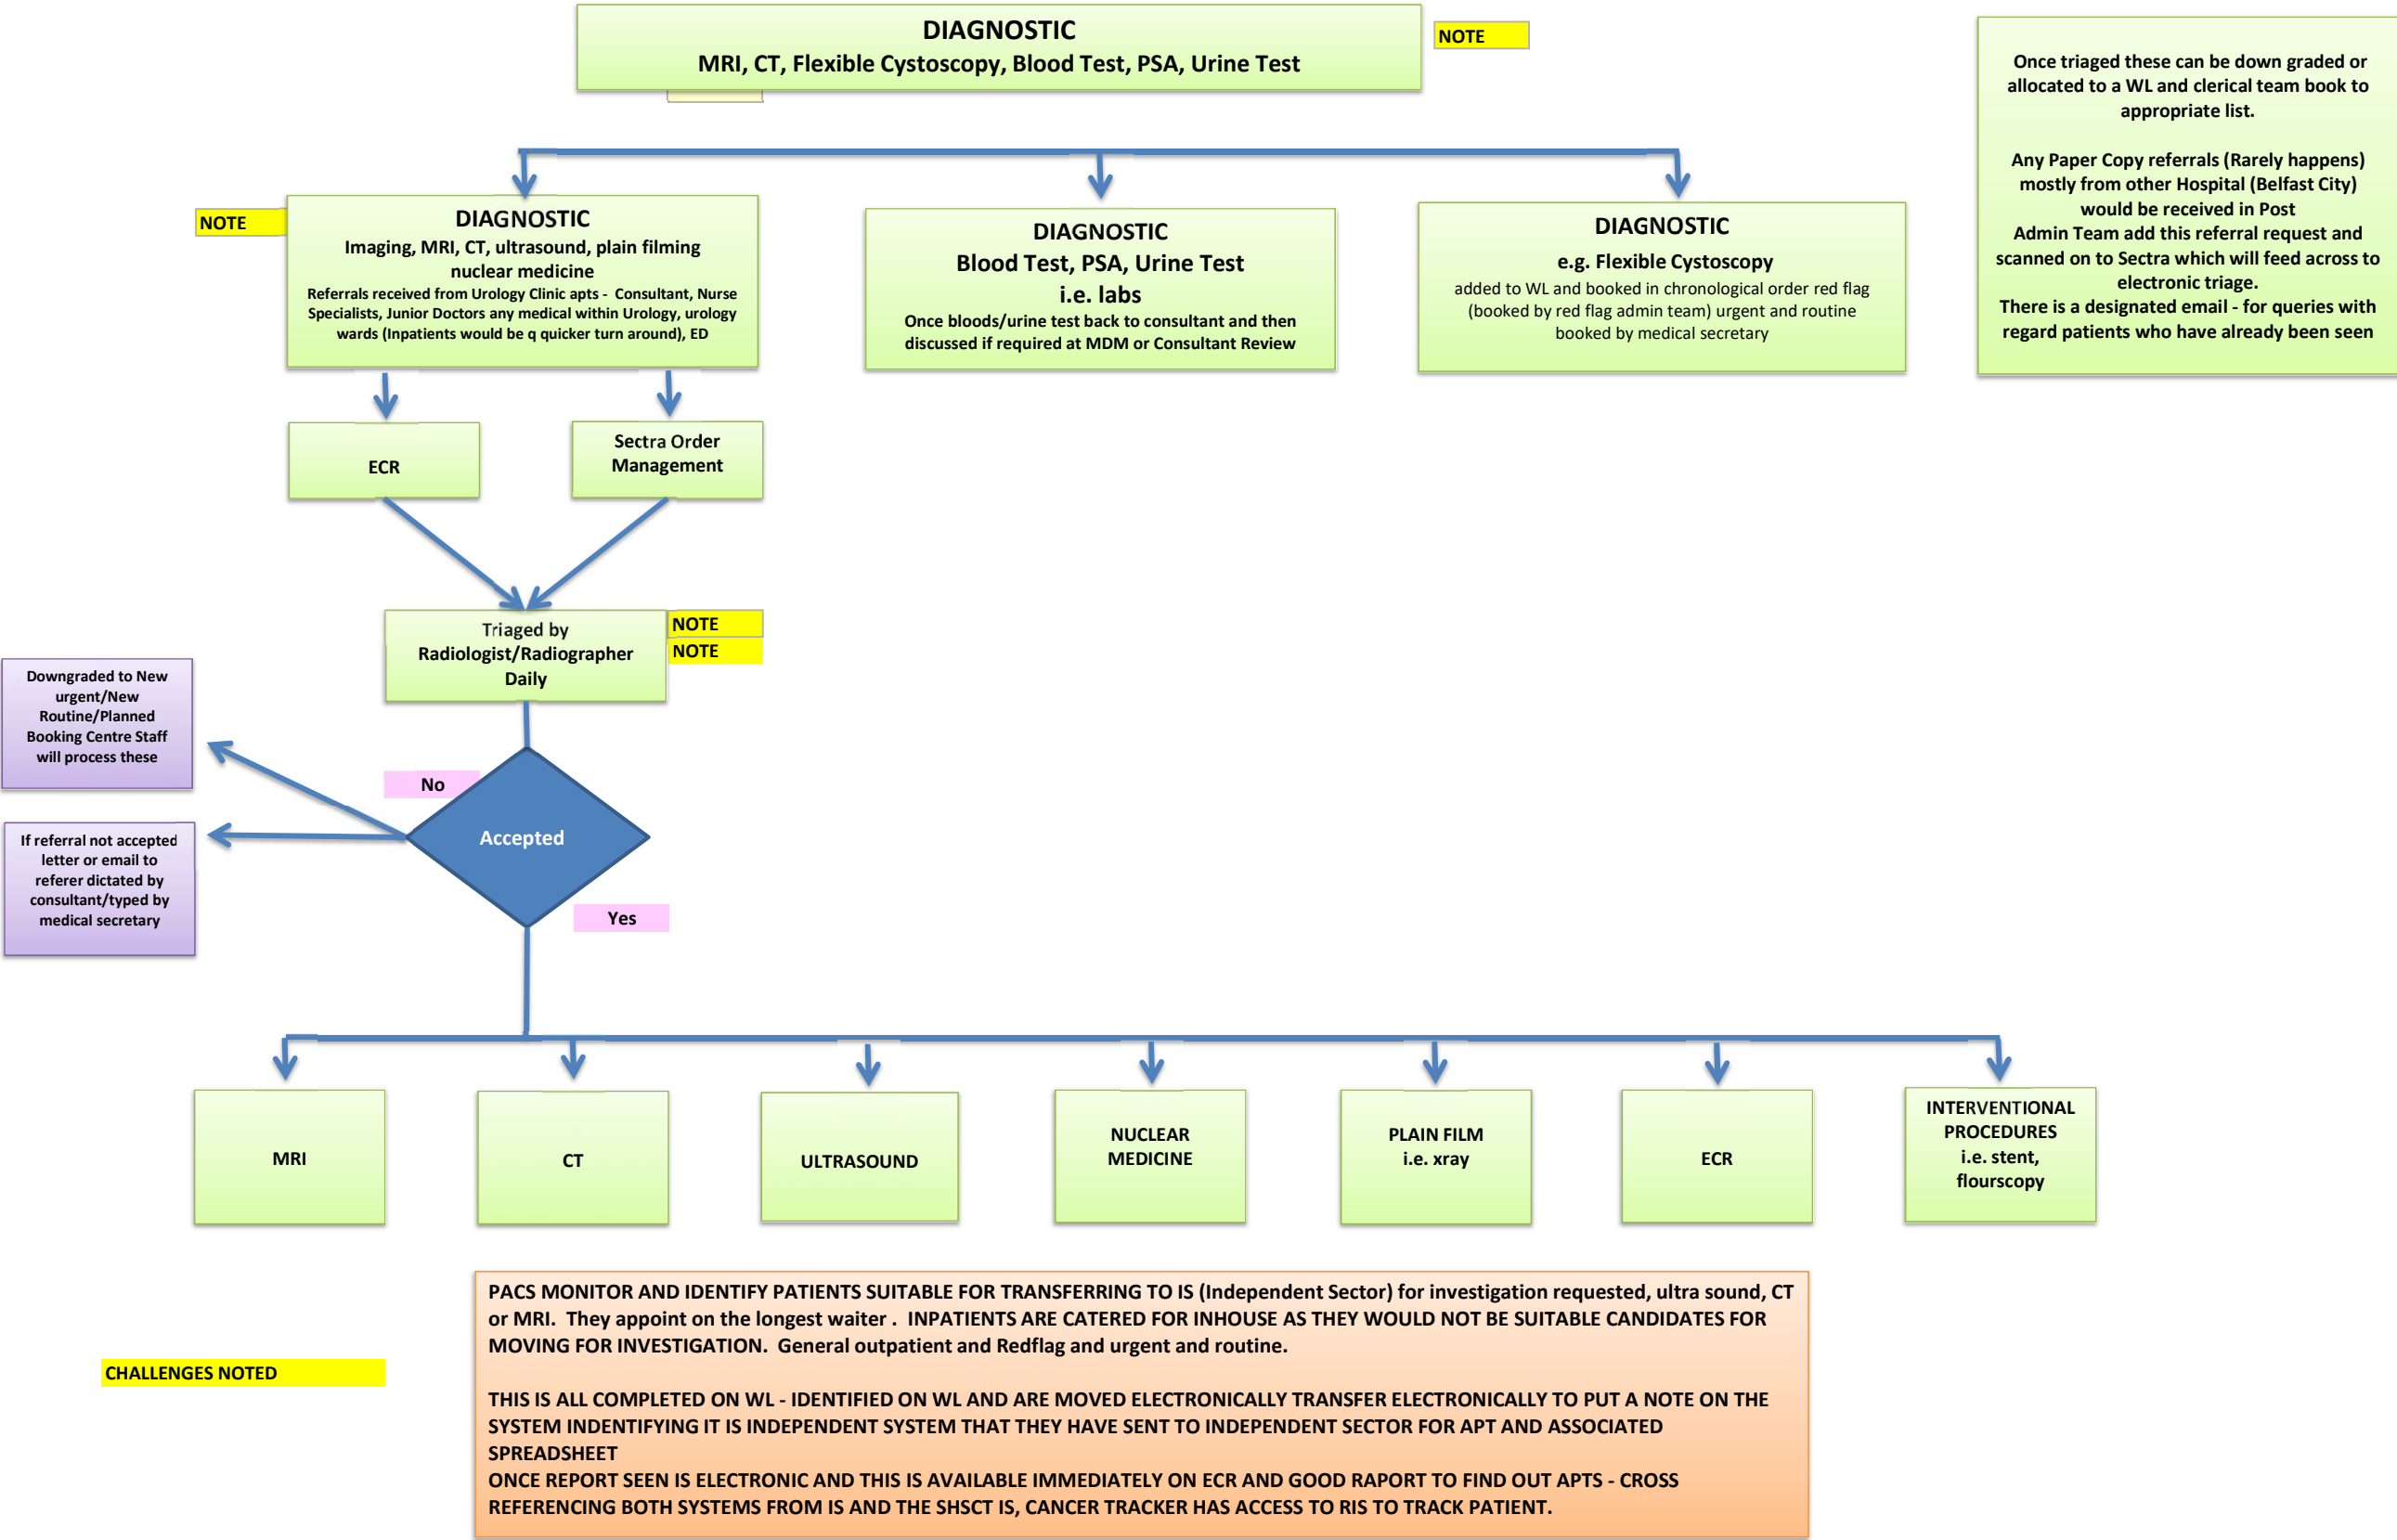 DIAGNOSTIC
MRI, CT, Flexible Cystoscopy, Blood Test, PSA, Urine Test
NOTE
Once triaged these can be down graded or
allocated to a WL and clerical team book to
appropriate list.
Any Paper Copy referrals (Rarely happens)
mostly from other Hospital (Belfast City)
would be received in Post
Admin Team add this referral request and
scanned on to Sectra which will feed across to
electronic triage.
There is a designated email - for queries with
regard patients who have already been seen
NOTE
DIAGNOSTIC
Imaging, MRI, CT, ultrasound, plain filming
nuclear medicine
Referrals received from Urology Clinic apts - Consultant, Nurse
Specialists, Junior Doctors any medical within Urology, urology
wards (Inpatients would be q quicker turn around), ED
DIAGNOSTIC
Blood Test, PSA, Urine Test
i.e. labs
Once bloods/urine test back to consultant and then
discussed if required at MDM or Consultant Review
DIAGNOSTIC
e.g. Flexible Cystoscopy
added to WL and booked in chronological order red flag
(booked by red flag admin team) urgent and routine
booked by medical secretary
ECR
Sectra Order
Management
Triaged by
Radiologist/Radiographer
Daily
NOTE
NOTE
Downgraded to New
urgent/New
Routine/Planned
Booking Centre Staff
will process these
No
Accepted
If referral not accepted
letter or email to
referer dictated by
consultant/typed by
medical secretary
Yes
MRI
CT
ULTRASOUND
NUCLEAR
MEDICINE
PLAIN FILM
i.e. xray
ECR
INTERVENTIONAL
PROCEDURES
i.e. stent,
flourscopy
CHALLENGES NOTED
PACS MONITOR AND IDENTIFY PATIENTS SUITABLE FOR TRANSFERRING TO IS (Independent Sector) for investigation requested, ultra sound, CT
or MRI. They appoint on the longest waiter . INPATIENTS ARE CATERED FOR INHOUSE AS THEY WOULD NOT BE SUITABLE CANDIDATES FOR
MOVING FOR INVESTIGATION. General outpatient and Redflag and urgent and routine.
THIS IS ALL COMPLETED ON WL - IDENTIFIED ON WL AND ARE MOVED ELECTRONICALLY TRANSFER ELECTRONICALLY TO PUT A NOTE ON THE
SYSTEM INDENTIFYING IT IS INDEPENDENT SYSTEM THAT THEY HAVE SENT TO INDEPENDENT SECTOR FOR APT AND ASSOCIATED
SPREADSHEET
ONCE REPORT SEEN IS ELECTRONIC AND THIS IS AVAILABLE IMMEDIATELY ON ECR AND GOOD RAPORT TO FIND OUT APTS - CROSS
REFERENCING BOTH SYSTEMS FROM IS AND THE SHSCT IS, CANCER TRACKER HAS ACCESS TO RIS TO TRACK PATIENT.